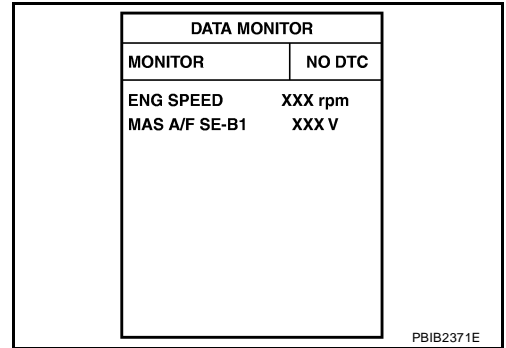 DATA MONITOR
MONITOR NO DTC
ENG SPEED XXX rpm
MAS A/F SE-B1 XXX V
PBIB2371E